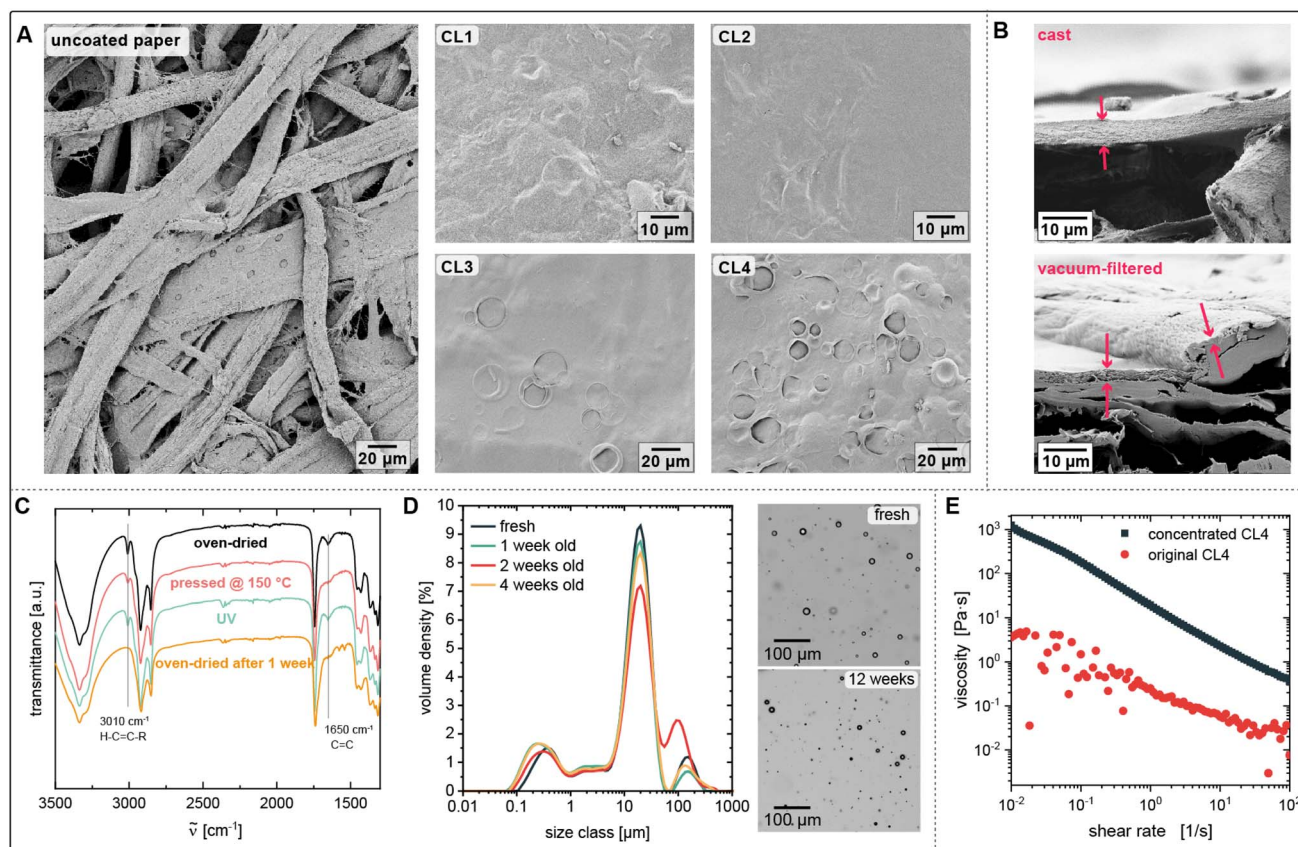 A
uncoated paper
20 µm
CL1
10 µm
CL2
10 µm
CL3
20 µm
CL4
20 µm
B
cast
10 µm
vacuum-filtered
10 µm
C
transmittance [a.u.]
oven-dried
pressed @ 150 °C
UV
oven-dried after 1 week
3010 cm⁻¹
H-C=C-R
1650 cm⁻¹
C=C
3500 3000 2500 2000 1500
ṽ [cm⁻¹]
D
volume density [%]
10
9
8
7
6
5
4
3
2
1
0
fresh
1 week old
2 weeks old
4 weeks old
0.01 0.1 1 10 100 1000
size class [µm]
fresh
100 µm
12 weeks
100 µm
E
viscosity [Pa·s]
10³
10²
10¹
10⁰
10⁻¹
10⁻²
concentrated CL4
original CL4
10⁻² 10⁻¹ 10⁰ 10¹ 10²
shear rate [1/s]